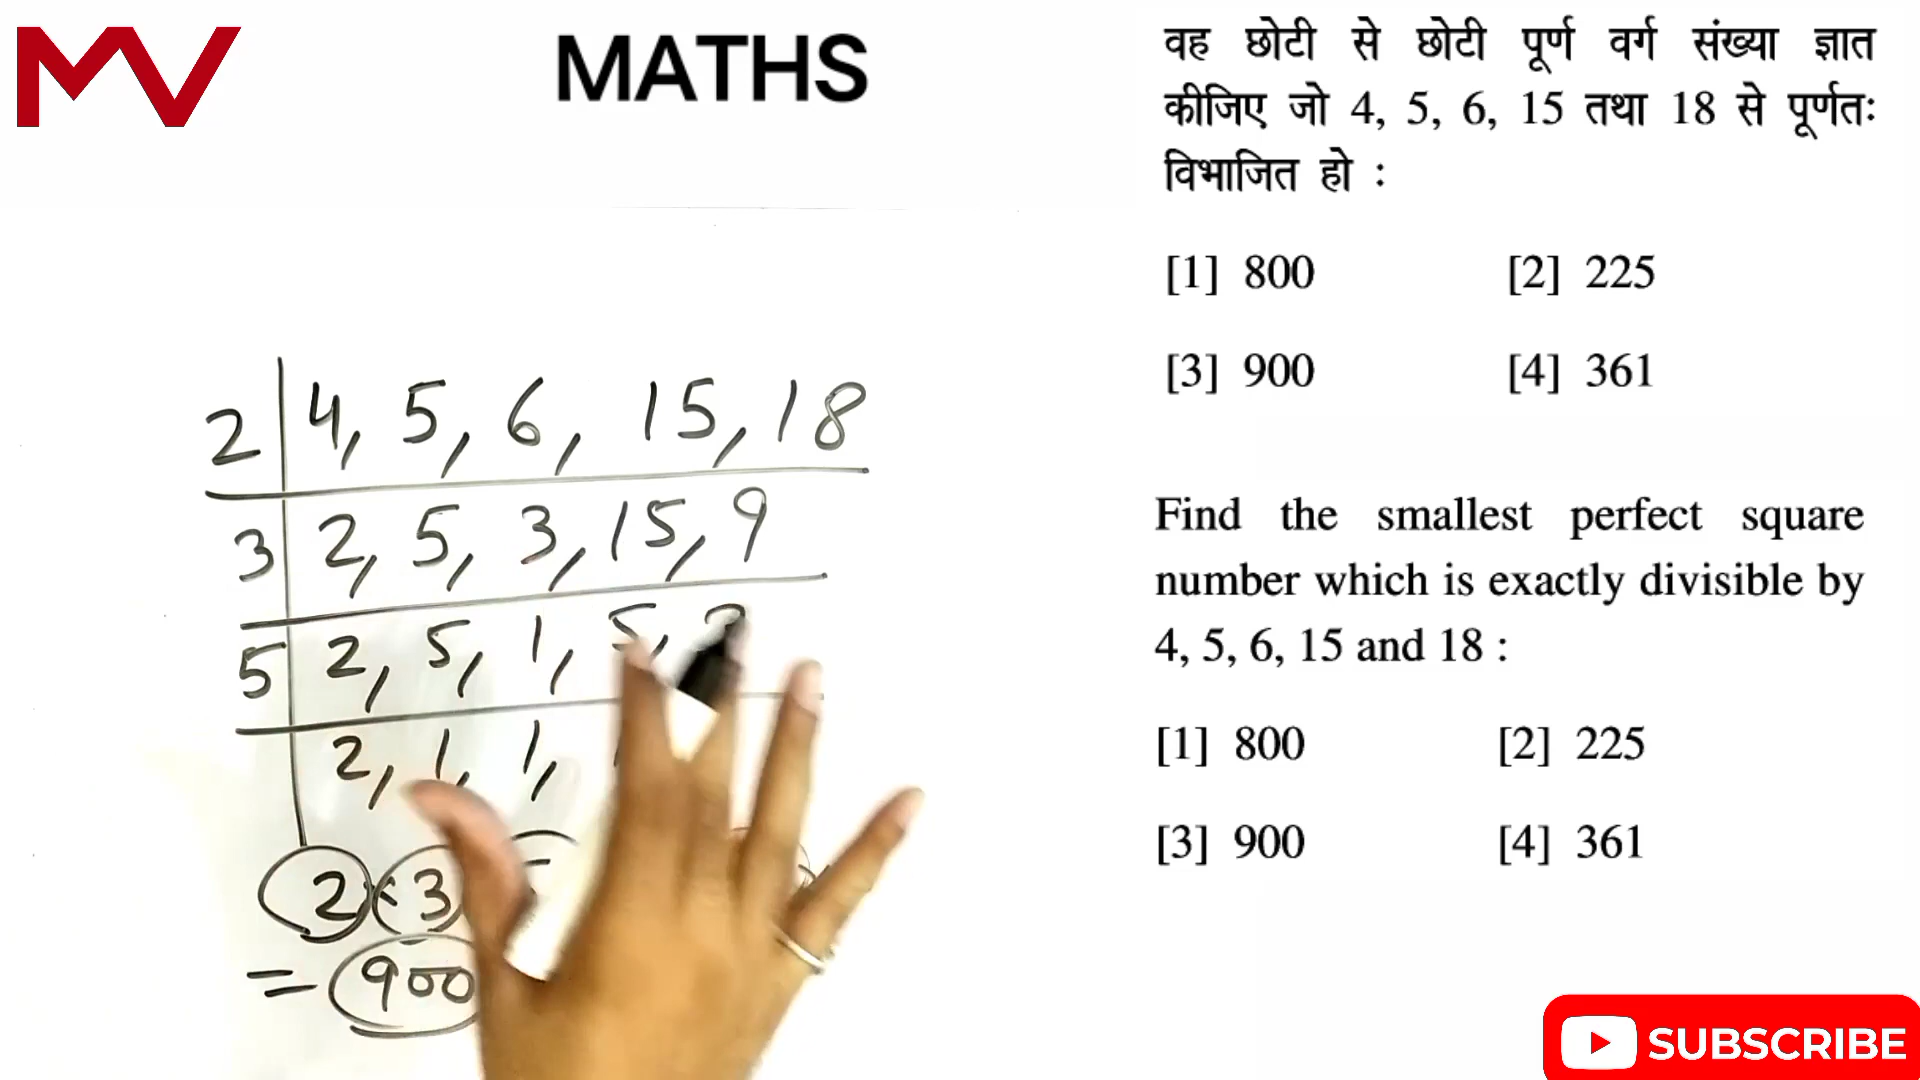 MV
MATHS
वह छोटी से छोटी पूर्ण वर्ग संख्या ज्ञात
कीजिए जो 4, 5, 6, 15 तथा 18 से पूर्णतः
विभाजित हो :
[1] 800 [2] 225
[3] 900 [4] 361
Find the smallest perfect square
number which is exactly divisible by
4, 5, 6, 15 and 18 :
[1] 800 [2] 225
[3] 900 [4] 361
2 4, 5, 6, 15, 18
3 2, 5, 3, 15, 9
5 2, 5, 1, 5,
2, 1, 1,
2 × 3
= 900
SUBSCRIBE